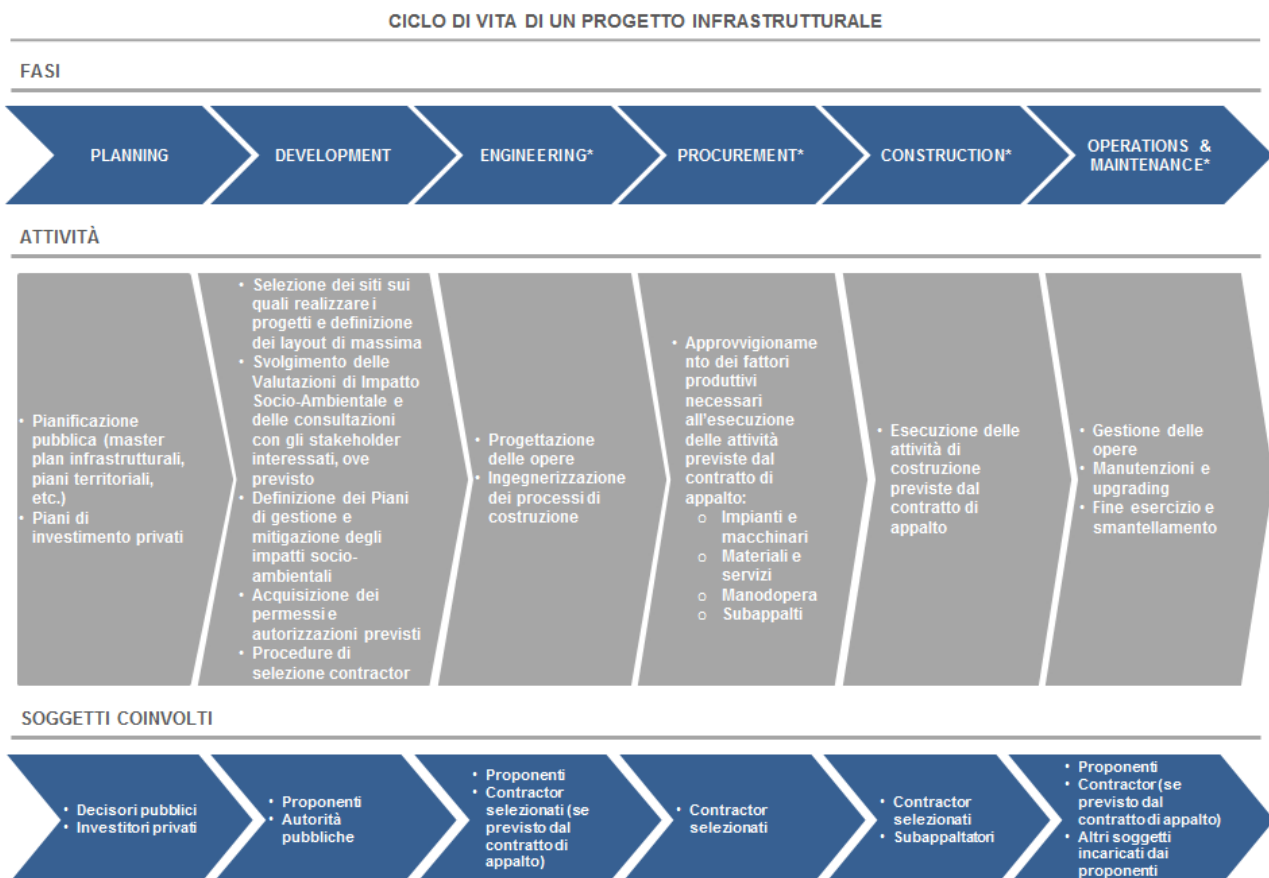 CICLO DI VITA DI UN PROGETTO INFRASTRUTTURALE
FASI
PLANNING
DEVELOPMENT
ENGINEERING*
PROCUREMENT*
CONSTRUCTION*
OPERATIONS &
MAINTENANCE*
ATTIVITÀ
• Pianificazione
pubblica (master
plan infrastrutturali,
piani territoriali,
etc.)
• Piani di
investimento privati
• Selezione dei siti sui
quali realizzare i
progetti e definizione
dei layout di massima
• Svolgimento delle
Valutazioni di Impatto
Socio-Ambientale e
delle consultazioni
con gli stakeholder
interessati, ove
previsto
• Definizione dei Piani
di gestione e
mitigazione degli
impatti socio-
ambientali
• Acquisizione dei
permessi e
autorizzazioni previsti
• Procedure di
selezione contractor
• Progettazione
delle opere
• Ingegnerizzazione
dei processi di
costruzione
• Approvvigioname
nto dei fattori
produttivi
necessari
all'esecuzione
delle attività
previste dal
contratto di
appalto:
o Impianti e
macchinari
o Materiali e
servizi
o Manodopera
o Subappalti
• Esecuzione delle
attività di
costruzione
previste dal
contratto di
appalto
• Gestione delle
opere
• Manutenzioni e
upgrading
• Fine esercizio e
smantellamento
SOGGETTI COINVOLTI
• Decisori pubblici
• Investitori privati
• Proponenti
• Autorità
pubbliche
• Proponenti
• Contractor
selezionati (se
previsto dal
contratto di
appalto)
• Contractor
selezionati
• Contractor
selezionati
• Subappaltatori
• Proponenti
• Contractor (se
previsto dal
contratto di appalto)
• Altri soggetti
incaricati dai
proponenti